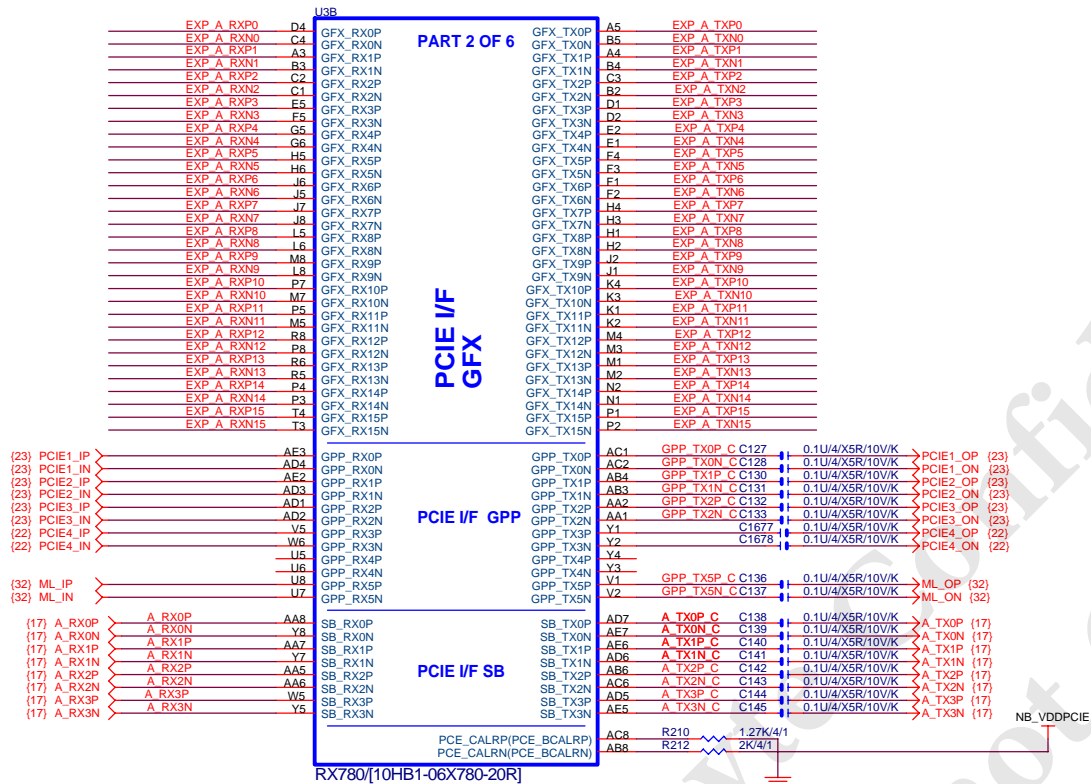 U3B
PART 2 OF 6
EXP_A_RXP0 D4 GFX_RX0P GFX_TX0P A5 EXP_A_TXP0
EXP_A_RXN0 C4 GFX_RX0N GFX_TX0N B5 EXP_A_TXN0
EXP_A_RXP1 A3 GFX_RX1P GFX_TX1P A4 EXP_A_TXP1
EXP_A_RXN1 B3 GFX_RX1N GFX_TX1N B4 EXP_A_TXN1
EXP_A_RXP2 C2 GFX_RX2P GFX_TX2P C3 EXP_A_TXP2
EXP_A_RXN2 C1 GFX_RX2N GFX_TX2N B2 EXP_A_TXN2
EXP_A_RXP3 E5 GFX_RX3P GFX_TX3P D1 EXP_A_TXP3
EXP_A_RXN3 F5 GFX_RX3N GFX_TX3N D2 EXP_A_TXN3
EXP_A_RXP4 G5 GFX_RX4P GFX_TX4P E2 EXP_A_TXP4
EXP_A_RXN4 G6 GFX_RX4N GFX_TX4N E1 EXP_A_TXN4
EXP_A_RXP5 H5 GFX_RX5P GFX_TX5P F4 EXP_A_TXP5
EXP_A_RXN5 H6 GFX_RX5N GFX_TX5N F3 EXP_A_TXN5
EXP_A_RXP6 J6 GFX_RX6P GFX_TX6P F1 EXP_A_TXP6
EXP_A_RXN6 J5 GFX_RX6N GFX_TX6N F2 EXP_A_TXN6
EXP_A_RXP7 J7 GFX_RX7P GFX_TX7P H4 EXP_A_TXP7
EXP_A_RXN7 J8 GFX_RX7N GFX_TX7N H3 EXP_A_TXN7
EXP_A_RXP8 L5 GFX_RX8P GFX_TX8P H1 EXP_A_TXP8
EXP_A_RXN8 L6 GFX_RX8N GFX_TX8N H2 EXP_A_TXN8
EXP_A_RXP9 M8 GFX_RX9P GFX_TX9P J2 EXP_A_TXP9
EXP_A_RXN9 L8 GFX_RX9N GFX_TX9N J1 EXP_A_TXN9
EXP_A_RXP10 P7 GFX_RX10P GFX_TX10P K4 EXP_A_TXP10
EXP_A_RXN10 M7 GFX_RX10N GFX_TX10N K3 EXP_A_TXN10
EXP_A_RXP11 P5 GFX_RX11P GFX_TX11P K1 EXP_A_TXP11
EXP_A_RXN11 M5 GFX_RX11N GFX_TX11N K2 EXP_A_TXN11
EXP_A_RXP12 R8 GFX_RX12P GFX_TX12P M4 EXP_A_TXP12
EXP_A_RXN12 P8 GFX_RX12N GFX_TX12N M3 EXP_A_TXN12
EXP_A_RXP13 R6 GFX_RX13P GFX_TX13P M1 EXP_A_TXP13
EXP_A_RXN13 R5 GFX_RX13N GFX_TX13N M2 EXP_A_TXN13
EXP_A_RXP14 P4 GFX_RX14P GFX_TX14P N2 EXP_A_TXP14
EXP_A_RXN14 P3 GFX_RX14N GFX_TX14N N1 EXP_A_TXN14
EXP_A_RXP15 T4 GFX_RX15P GFX_TX15P P1 EXP_A_TXP15
EXP_A_RXN15 T3 GFX_RX15N GFX_TX15N P2 EXP_A_TXN15
PCIE I/F
GFX
{23} PCIE1_IP AE3 GPP_RX0P GPP_TX0P AC1 GPP_TX0P_C C127 0.1U/4/X5R/10V/K PCIE1_OP {23}
{23} PCIE1_IN AD4 GPP_RX0N GPP_TX0N AC2 GPP_TX0N_C C128 0.1U/4/X5R/10V/K PCIE1_ON {23}
{23} PCIE2_IP AE2 GPP_RX1P GPP_TX1P AB4 GPP_TX1P_C C130 0.1U/4/X5R/10V/K PCIE2_OP {23}
{23} PCIE2_IN AD3 GPP_RX1N GPP_TX1N AB3 GPP_TX1N_C C131 0.1U/4/X5R/10V/K PCIE2_ON {23}
{23} PCIE3_IP AD1 GPP_RX2P GPP_TX2P AA2 GPP_TX2P_C C132 0.1U/4/X5R/10V/K PCIE3_OP {23}
{23} PCIE3_IN AD2 GPP_RX2N PCIE I/F GPP GPP_TX2N AA1 GPP_TX2N_C C133 0.1U/4/X5R/10V/K PCIE3_ON {23}
{22} PCIE4_IP V5 GPP_RX3P GPP_TX3P Y1 C1677 0.1U/4/X5R/10V/K PCIE4_OP {22}
{22} PCIE4_IN W6 GPP_RX3N GPP_TX3N Y2 C1678 0.1U/4/X5R/10V/K PCIE4_ON {22}
U5 GPP_RX4P GPP_TX4P Y4
U6 GPP_RX4N GPP_TX4N Y3
{32} ML_IP U8 GPP_RX5P GPP_TX5P V1 GPP_TX5P_C C136 0.1U/4/X5R/10V/K ML_OP {32}
{32} ML_IN U7 GPP_RX5N GPP_TX5N V2 GPP_TX5N_C C137 0.1U/4/X5R/10V/K ML_ON {32}
{17} A_RX0P A_RX0P AA8 SB_RX0P SB_TX0P AD7 A_TX0P_C C138 0.1U/4/X5R/10V/K A_TX0P {17}
{17} A_RX0N A_RX0N Y8 SB_RX0N SB_TX0N AE7 A_TX0N_C C139 0.1U/4/X5R/10V/K A_TX0N {17}
{17} A_RX1P A_RX1P AA7 SB_RX1P SB_TX1P AE6 A_TX1P_C C140 0.1U/4/X5R/10V/K A_TX1P {17}
{17} A_RX1N A_RX1N Y7 SB_RX1N SB_TX1N AD6 A_TX1N_C C141 0.1U/4/X5R/10V/K A_TX1N {17}
{17} A_RX2P A_RX2P AA5 SB_RX2P PCIE I/F SB SB_TX2P AB6 A_TX2P_C C142 0.1U/4/X5R/10V/K A_TX2P {17}
{17} A_RX2N A_RX2N AA6 SB_RX2N SB_TX2N AC6 A_TX2N_C C143 0.1U/4/X5R/10V/K A_TX2N {17}
{17} A_RX3P A_RX3P W5 SB_RX3P SB_TX3P AD5 A_TX3P_C C144 0.1U/4/X5R/10V/K A_TX3P {17}
{17} A_RX3N A_RX3N Y5 SB_RX3N SB_TX3N AE5 A_TX3N_C C145 0.1U/4/X5R/10V/K A_TX3N {17}
NB_VDDPCIE
PCE_CALRP(PCE_BCALRP) AC8 R210 1.27K/4/1
PCE_CALRN(PCE_BCALRN) AB8 R212 2K/4/1
RX780/[10HB1-06X780-20R]